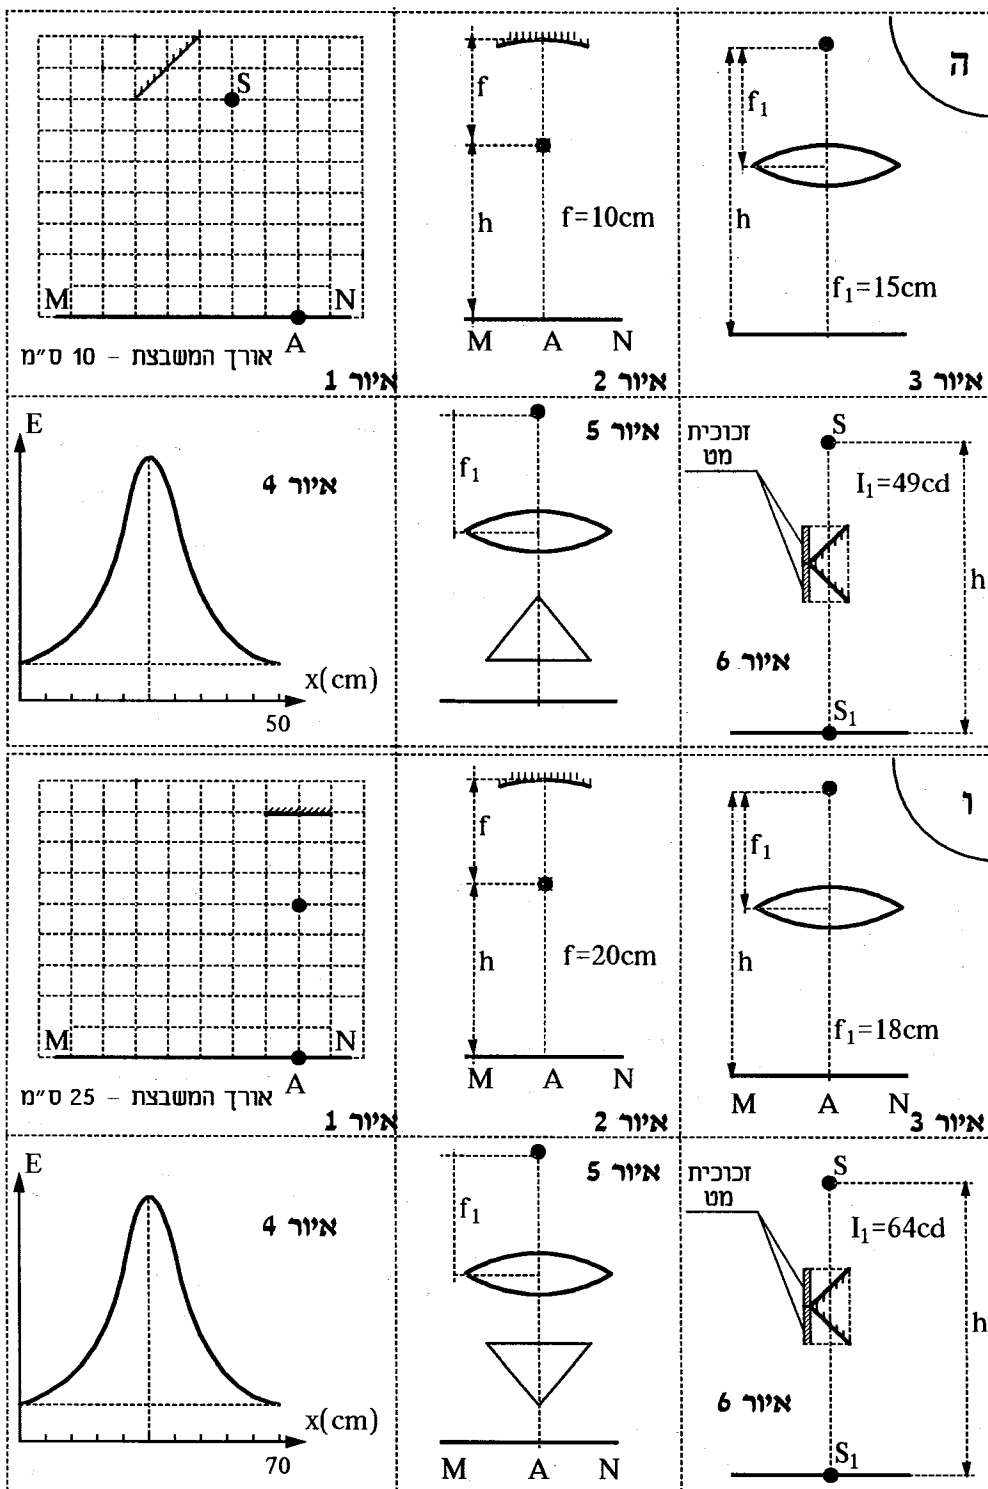 ה
S
M
N
A
אורך המשבצת - 10 ס״מ
איור 1
f
h
f=10cm
M A N
איור 2
f₁
h
f₁=15cm
איור 3
E
איור 4
x(cm)
50
איור 5
f₁
זכוכית
מט
S
I₁=49cd
h
איור 6
S₁
ו
M
N
A
אורך המשבצת - 25 ס״מ
איור 1
f
h
f=20cm
M A N
איור 2
f₁
h
f₁=18cm
M A N
איור 3
E
איור 4
x(cm)
70
איור 5
f₁
M A N
זכוכית
מט
S
I₁=64cd
h
איור 6
S₁